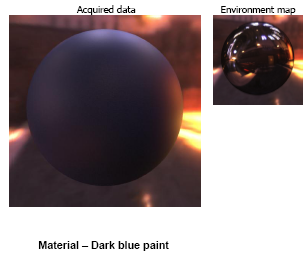 Acquired data
Environment map
Material – Dark blue paint